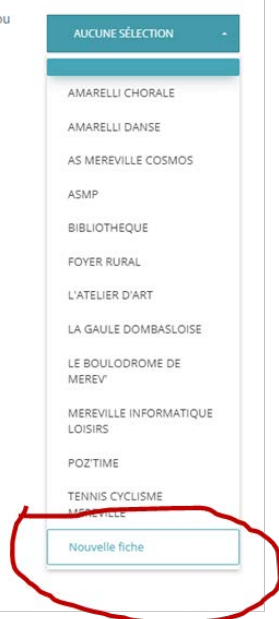 ou
AUCUNE SÉLECTION
AMARELLI CHORALE
AMARELLI DANSE
AS MEREVILLE COSMOS
ASMP
BIBLIOTHEQUE
FOYER RURAL
L'ATELIER D'ART
LA GAULE DOMBASLOISE
LE BOULODROME DE
MEREV'
MEREVILLE INFORMATIQUE
LOISIRS
POZ'TIME
TENNIS CYCLISME
MEREVILLE
Nouvelle fiche